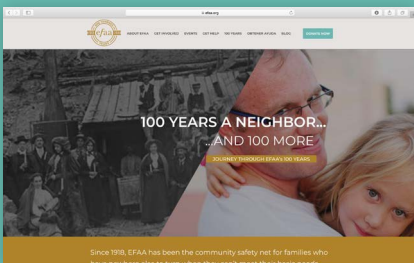 efaa.org
efaa
ABOUT EFAA GET INVOLVED EVENTS GET HELP 100 YEARS OBTENER AYUDA BLOG DONATE NOW
100 YEARS A NEIGHBOR...
...AND 100 MORE
JOURNEY THROUGH EFAA's 100 YEARS
Since 1918, EFAA has been the community safety net for families who